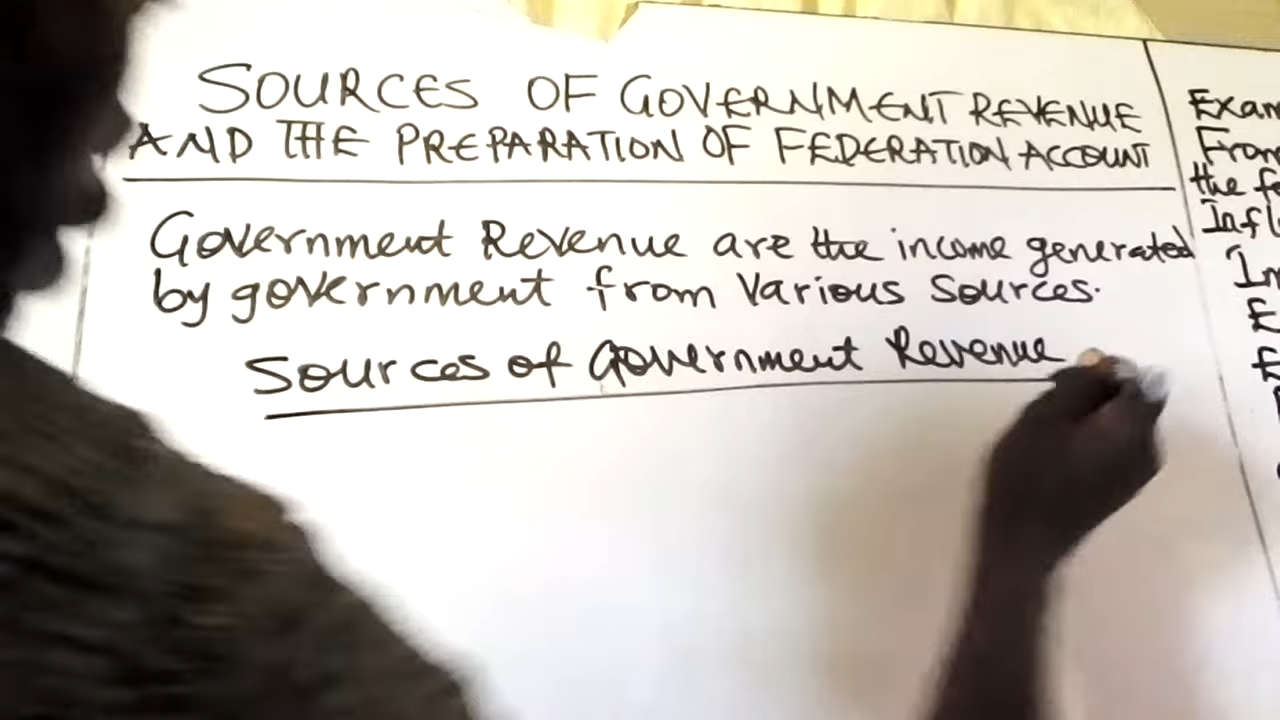 SOURCES OF GOVERNMENT REVENUE
AND THE PREPARATION OF FEDERATION ACCOUNT
Government Revenue are the income generated
by government from Various Sources.
Sources of Government Revenue
the